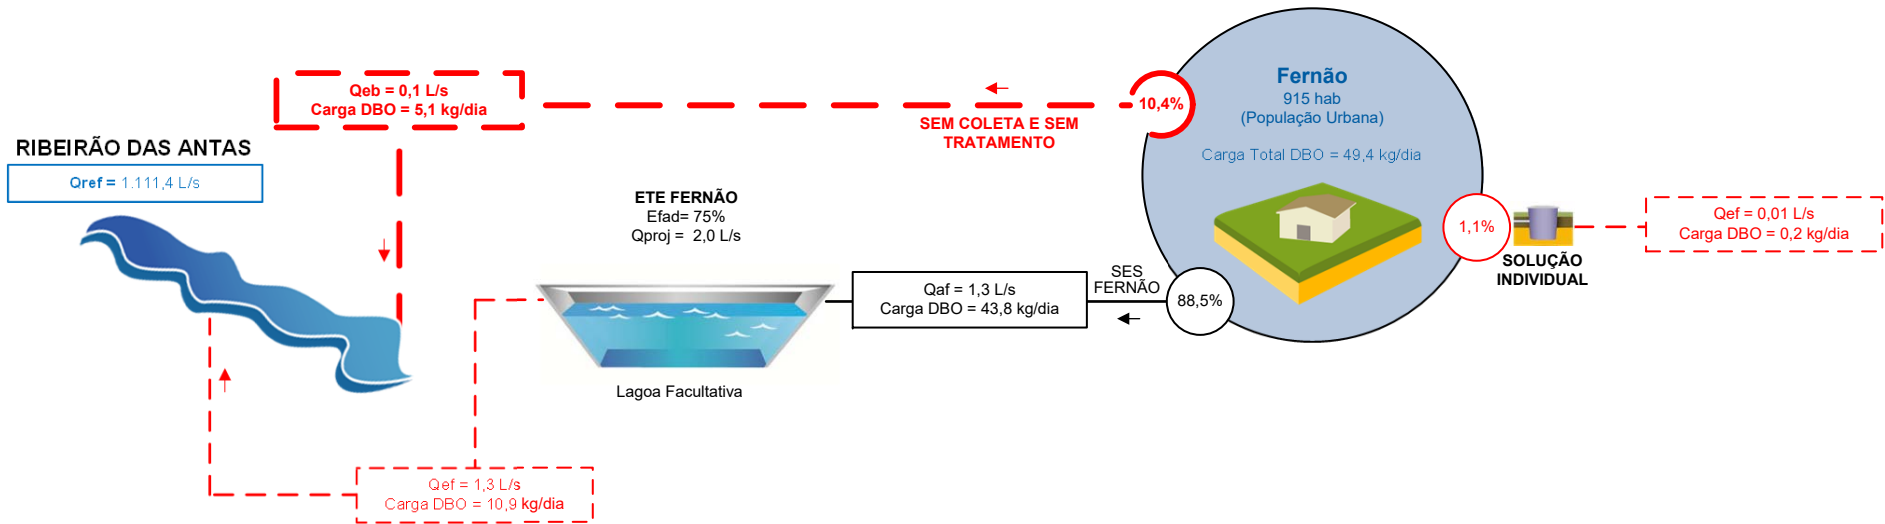 Qeb = 0,1 L/s
Carga DBO = 5,1 kg/dia
RIBEIRÃO DAS ANTAS
Qref = 1.111,4 L/s
10,4%
SEM COLETA E SEM
TRATAMENTO
Fernão
915 hab
(População Urbana)
Carga Total DBO = 49,4 kg/dia
ETE FERNÃO
Efad= 75%
Qproj = 2,0 L/s
Lagoa Facultativa
Qaf = 1,3 L/s
Carga DBO = 43,8 kg/dia
SES
FERNÃO
88,5%
1,1%
SOLUÇÃO
INDIVIDUAL
Qef = 0,01 L/s
Carga DBO = 0,2 kg/dia
Qef = 1,3 L/s
Carga DBO = 10,9 kg/dia